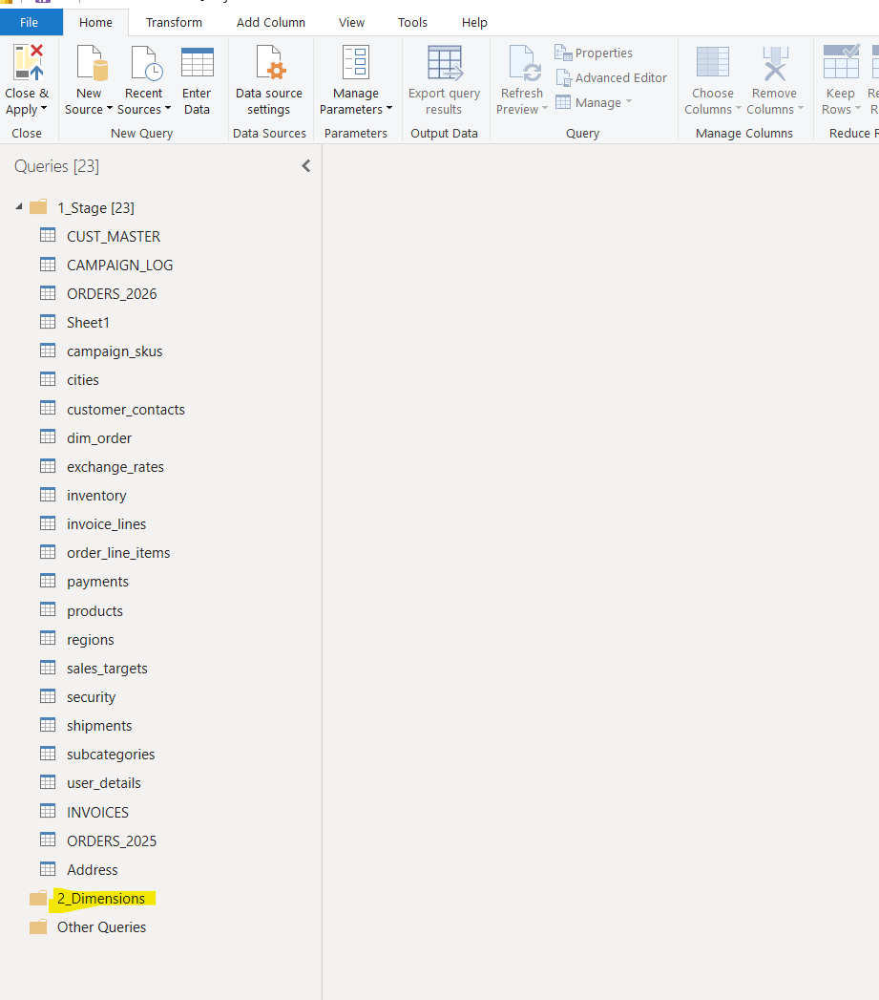 File Home Transform Add Column View Tools Help
Close & Apply
New Source
Recent Sources
Enter Data
Data source settings
Manage Parameters
Export query results
Refresh Preview
Properties
Advanced Editor
Manage
Choose Columns
Remove Columns
Keep Rows
Close New Query Data Sources Parameters Output Data Query Manage Columns Reduce
Queries [23]
1_Stage [23]
CUST_MASTER
CAMPAIGN_LOG
ORDERS_2026
Sheet1
campaign_skus
cities
customer_contacts
dim_order
exchange_rates
inventory
invoice_lines
order_line_items
payments
products
regions
sales_targets
security
shipments
subcategories
user_details
INVOICES
ORDERS_2025
Address
2_Dimensions
Other Queries